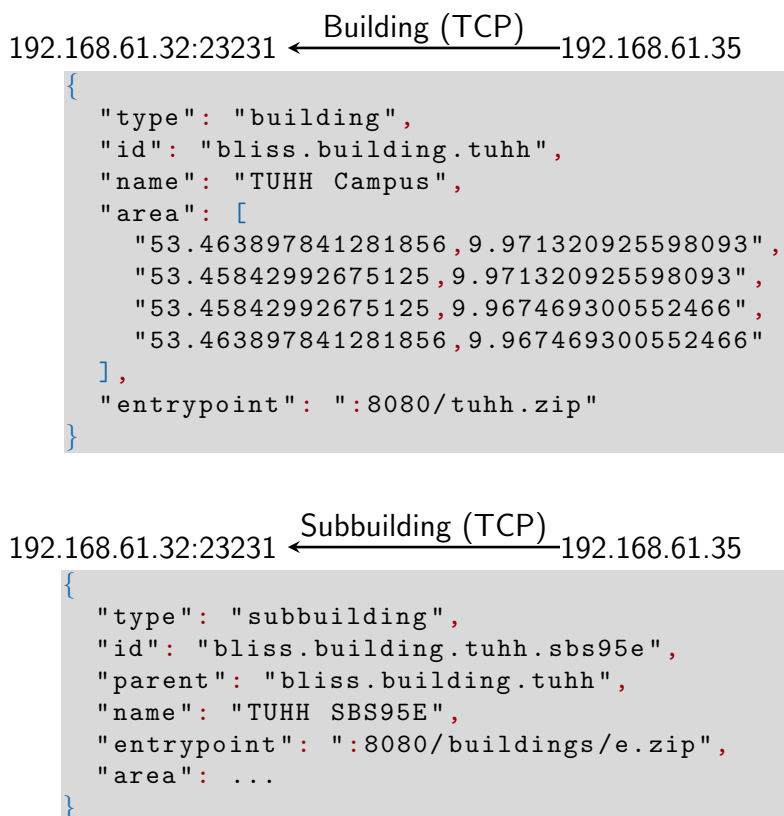 Building (TCP)
192.168.61.32:23231 192.168.61.35
{
"type": "building",
"id": "bliss.building.tuhh",
"name": "TUHH Campus",
"area": [
"53.463897841281856,9.971320925598093",
"53.45842992675125,9.971320925598093",
"53.45842992675125,9.967469300552466",
"53.463897841281856,9.967469300552466"
],
"entrypoint": ":8080/tuhh.zip"
}
Subbuilding (TCP)
192.168.61.32:23231 192.168.61.35
{
"type": "subbuilding",
"id": "bliss.building.tuhh.sbs95e",
"parent": "bliss.building.tuhh",
"name": "TUHH SBS95E",
"entrypoint": ":8080/buildings/e.zip",
"area": ...
}